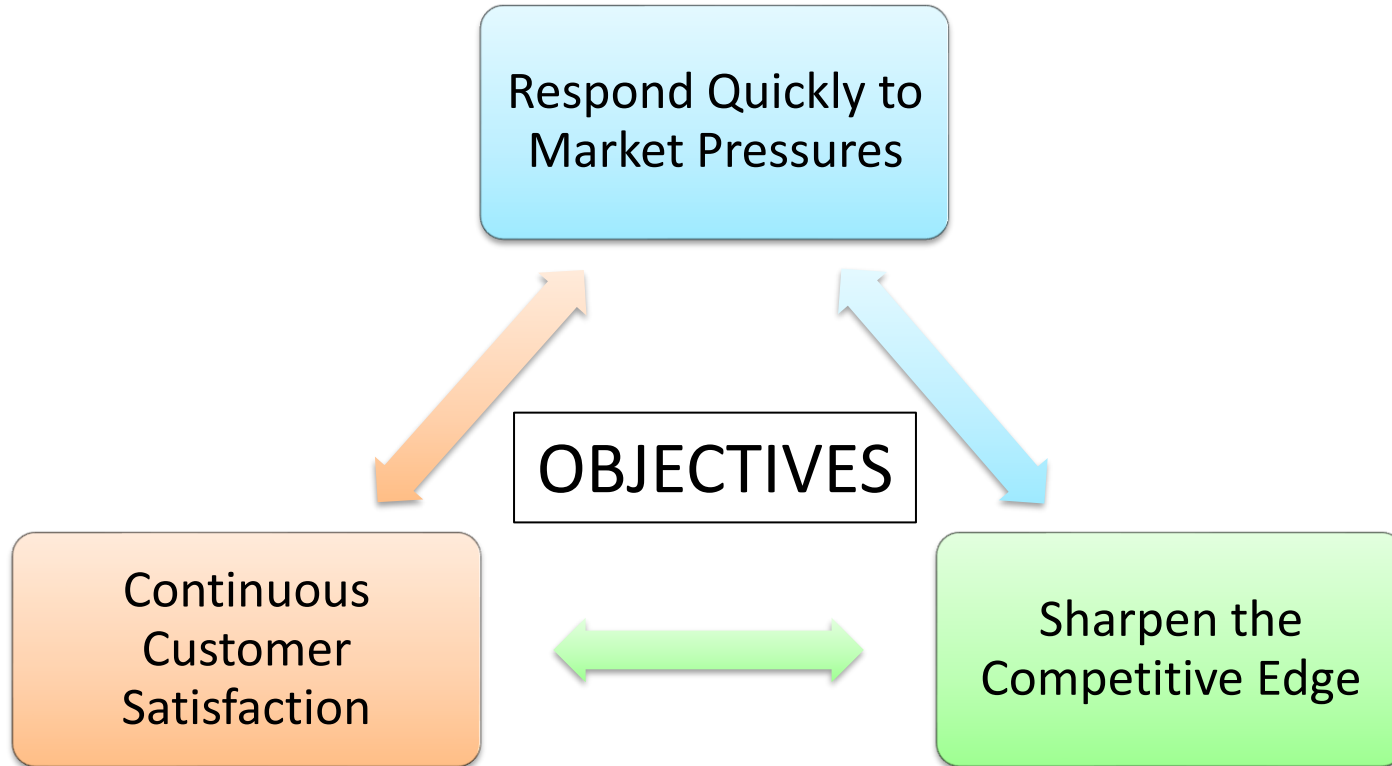 Respond Quickly to
Market Pressures
OBJECTIVES
Continuous
Customer
Satisfaction
Sharpen the
Competitive Edge